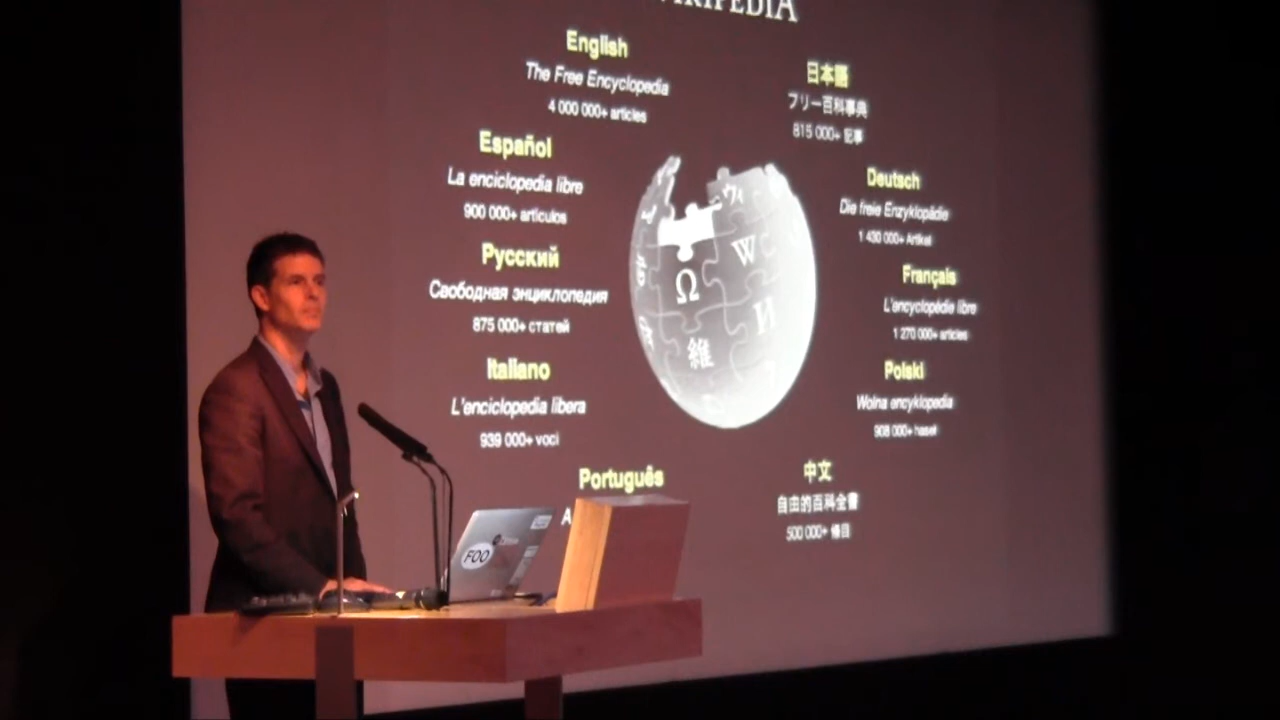 WIKIPEDIA
English
The Free Encyclopedia
4 000 000+ articles
日本語
フリー百科事典
815 000+ 記事
Español
La enciclopedia libre
900 000+ artículos
Deutsch
Die freie Enzyklopädie
1 430 000+ Artikel
Русский
Свободная энциклопедия
875 000+ статей
Français
L'encyclopédie libre
1 270 000+ articles
Italiano
L'enciclopedia libera
939 000+ voci
Polski
Wolna encyklopedia
908 000+ haseł
Português
A
中文
自由的百科全書
500 000+ 條目
Ω
W
И
維
ウィ
FOO